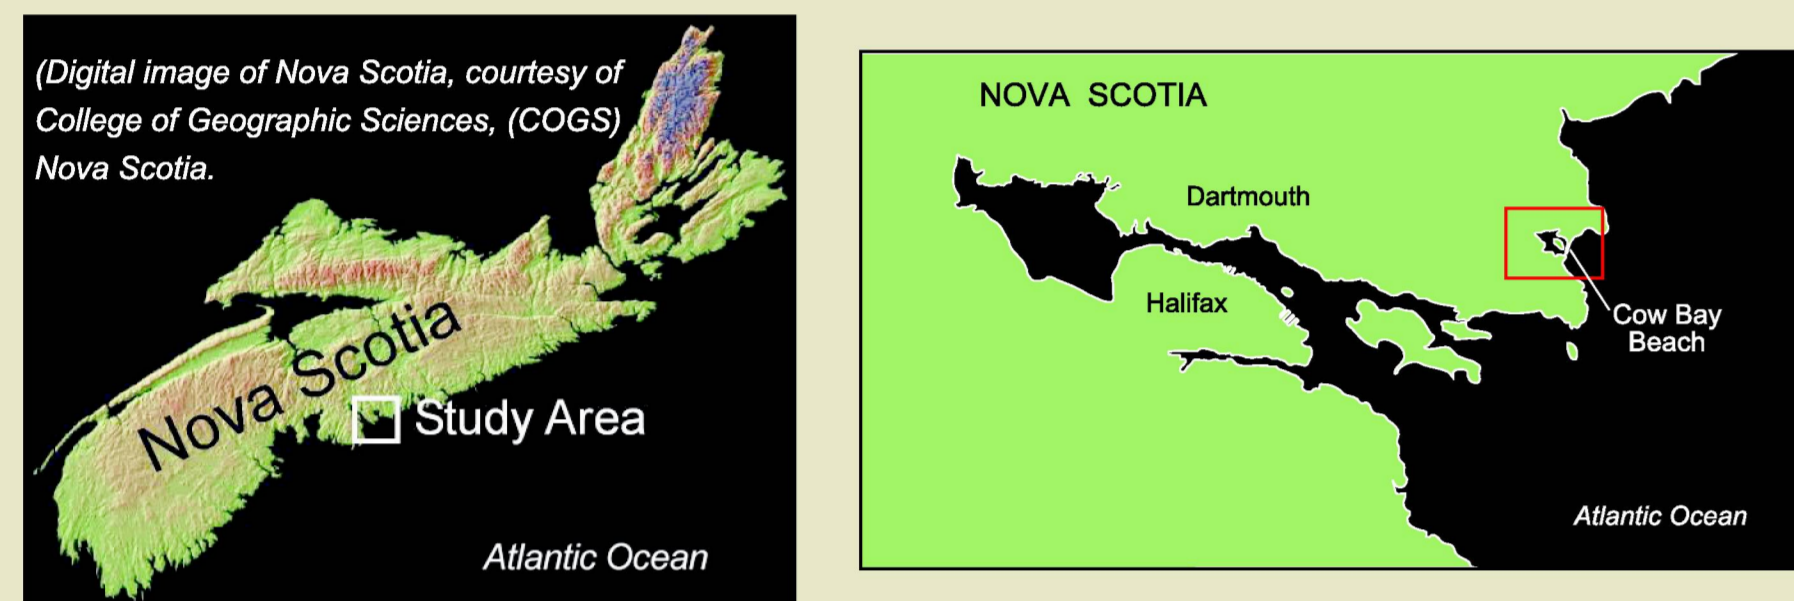 (Digital image of Nova Scotia, courtesy of
College of Geographic Sciences, (COGS)
Nova Scotia.
Nova Scotia
Study Area
Atlantic Ocean
NOVA SCOTIA
Dartmouth
Halifax
Cow Bay
Beach
Atlantic Ocean